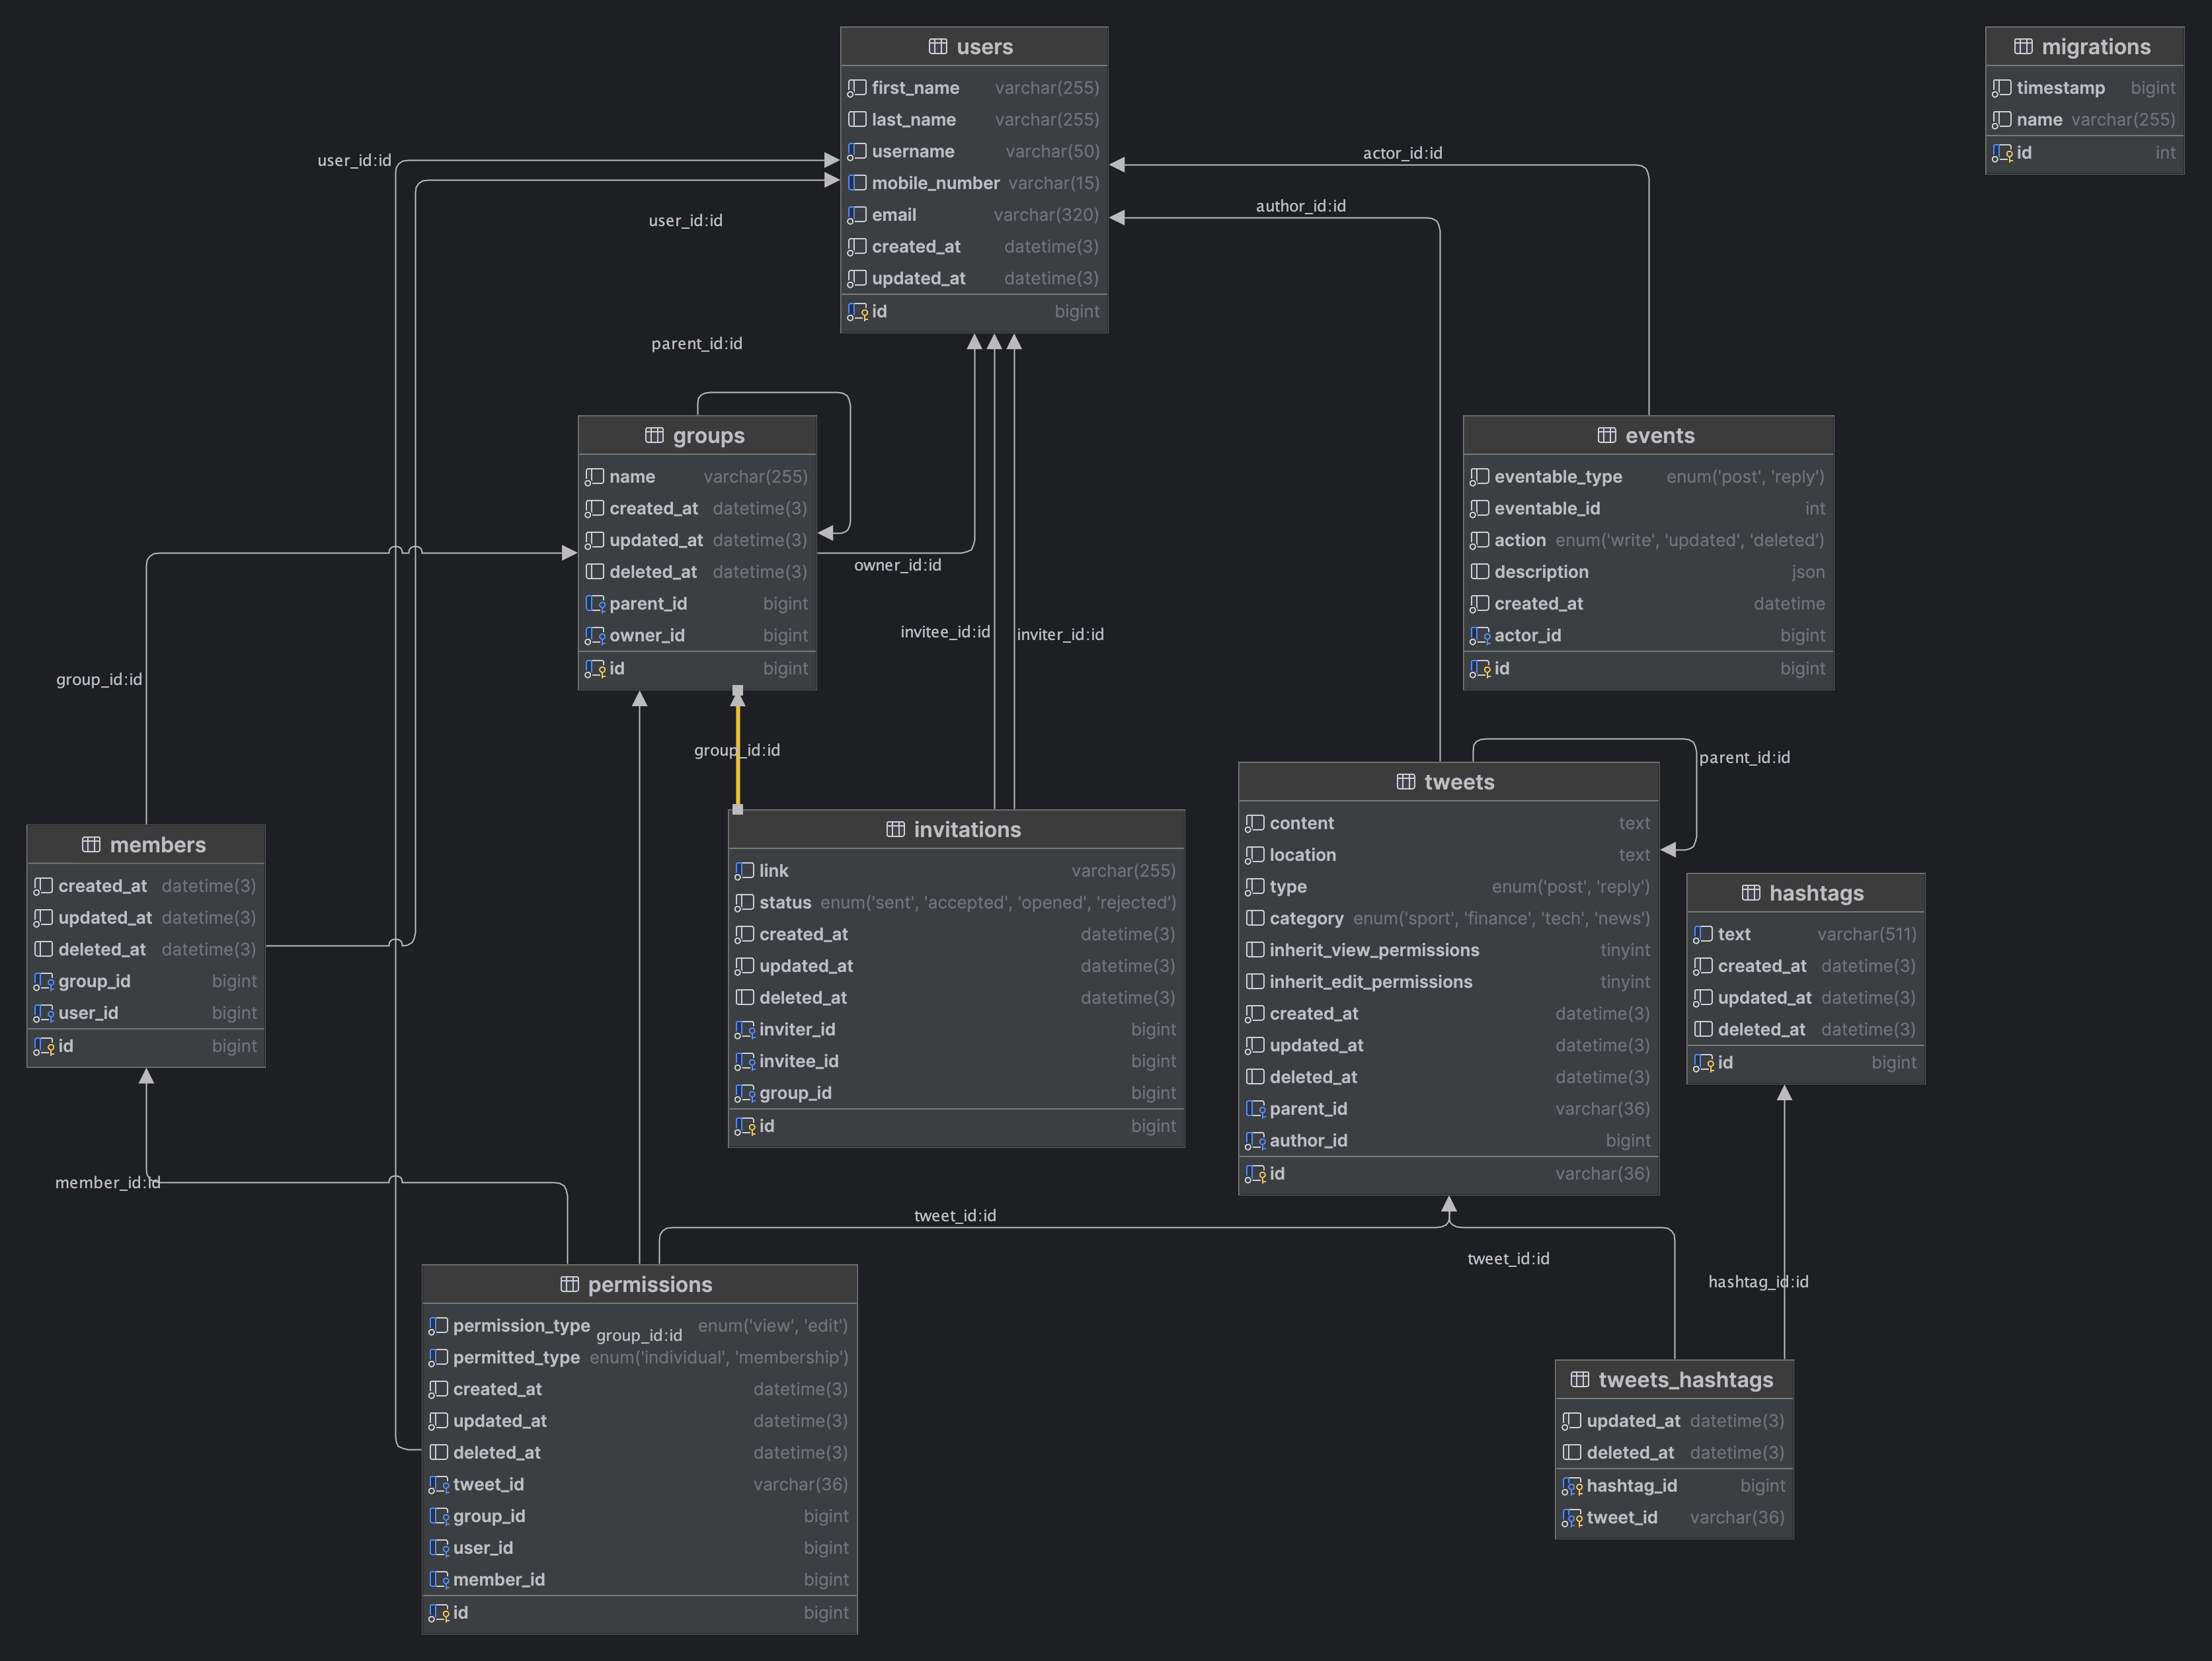 users
first_name varchar(255)
last_name varchar(255)
username varchar(50)
mobile_number varchar(15)
email varchar(320)
created_at datetime(3)
updated_at datetime(3)
id bigint
migrations
timestamp bigint
name varchar(255)
id int
user_id:id
user_id:id
actor_id:id
author_id:id
parent_id:id
groups
name varchar(255)
created_at datetime(3)
updated_at datetime(3)
deleted_at datetime(3)
parent_id bigint
owner_id bigint
id bigint
owner_id:id
invitee_id:id
inviter_id:id
events
eventable_type enum('post', 'reply')
eventable_id int
action enum('write', 'updated', 'deleted')
description json
created_at datetime
actor_id bigint
id bigint
group_id:id
group_id:id
parent_id:id
members
created_at datetime(3)
updated_at datetime(3)
deleted_at datetime(3)
group_id bigint
user_id bigint
id bigint
invitations
link varchar(255)
status enum('sent', 'accepted', 'opened', 'rejected')
created_at datetime(3)
updated_at datetime(3)
deleted_at datetime(3)
inviter_id bigint
invitee_id bigint
group_id bigint
id bigint
tweets
content text
location text
type enum('post', 'reply')
category enum('sport', 'finance', 'tech', 'news')
inherit_view_permissions tinyint
inherit_edit_permissions tinyint
created_at datetime(3)
updated_at datetime(3)
deleted_at datetime(3)
parent_id varchar(36)
author_id bigint
id varchar(36)
hashtags
text varchar(511)
created_at datetime(3)
updated_at datetime(3)
deleted_at datetime(3)
id bigint
member_id:id
tweet_id:id
tweet_id:id
hashtag_id:id
permissions
permission_type enum('view', 'edit')
group_id:id
permitted_type enum('individual', 'membership')
created_at datetime(3)
updated_at datetime(3)
deleted_at datetime(3)
tweet_id varchar(36)
group_id bigint
user_id bigint
member_id bigint
id bigint
tweets_hashtags
updated_at datetime(3)
deleted_at datetime(3)
hashtag_id bigint
tweet_id varchar(36)